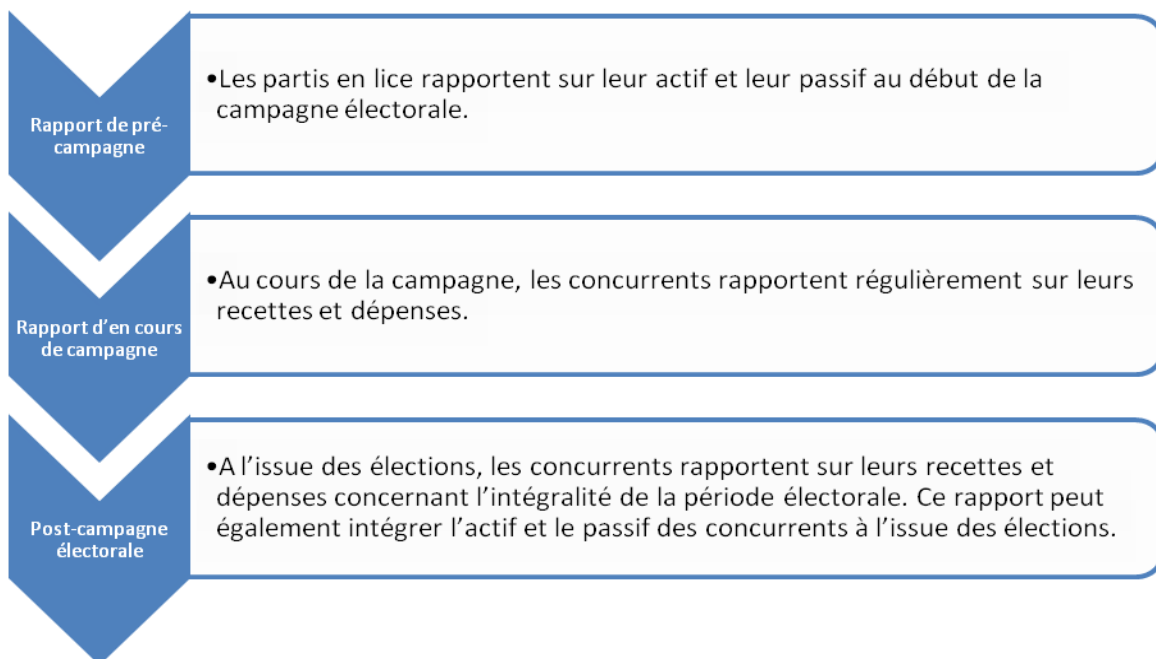 Rapport de pré-
campagne
•Les partis en lice rapportent sur leur actif et leur passif au début de la
campagne électorale.
Rapport d’en cours
de campagne
•Au cours de la campagne, les concurrents rapportent régulièrement sur leurs
recettes et dépenses.
Post-campagne
électorale
•A l’issue des élections, les concurrents rapportent sur leurs recettes et
dépenses concernant l’intégralité de la période électorale. Ce rapport peut
également intégrer l’actif et le passif des concurrents à l’issue des élections.